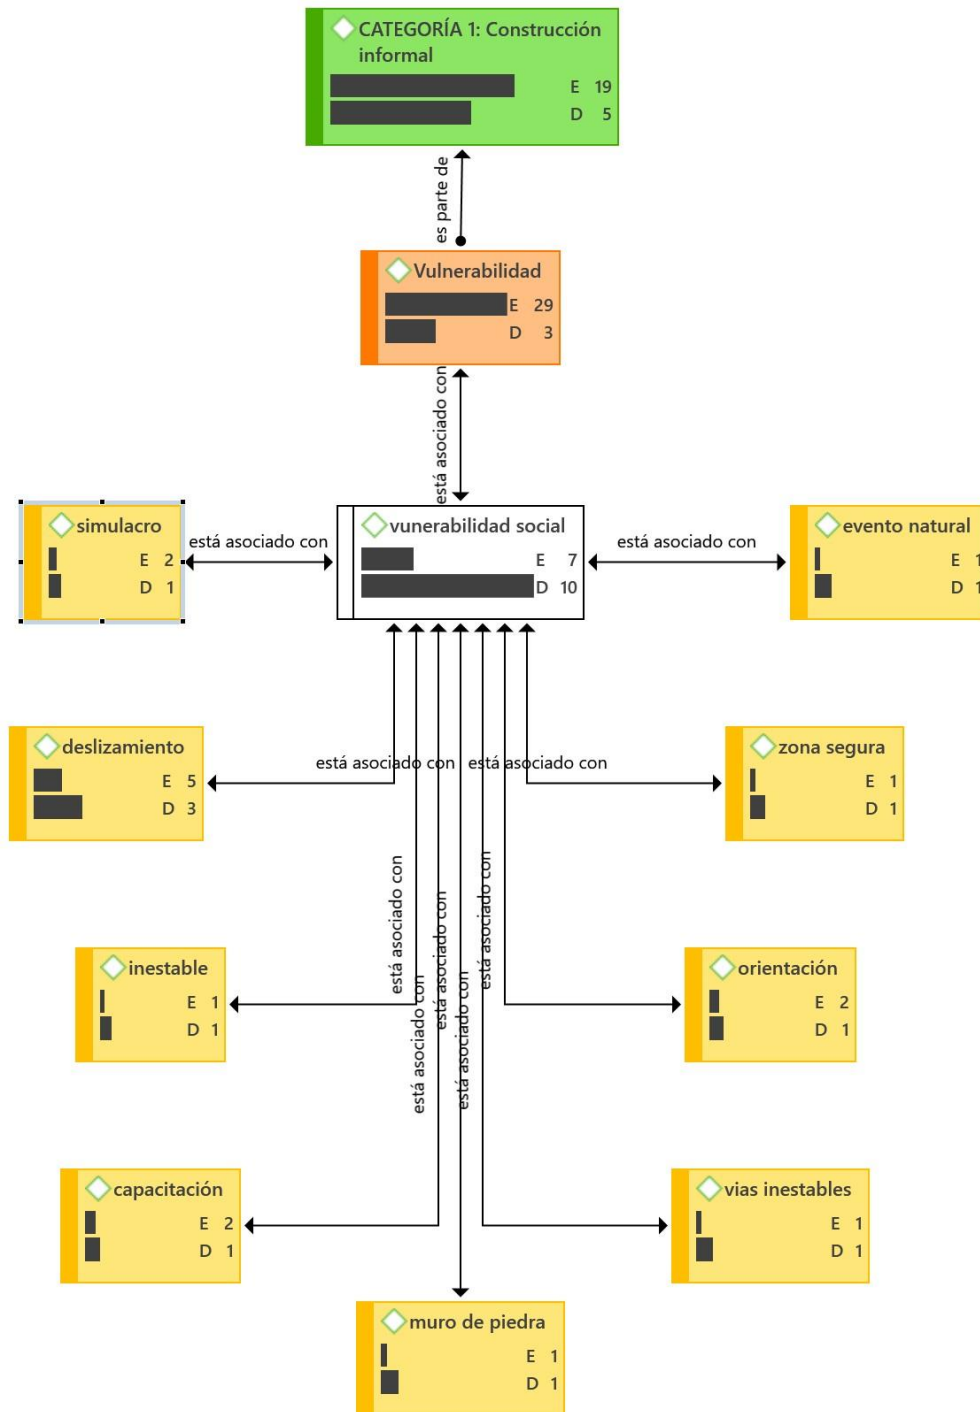 CATEGORÍA 1: Construcción
informal
E 19
D 5
es parte de
Vulnerabilidad
E 29
D 3
está asociado con
simulacro
E 2
D 1
está asociado con
vunerabilidad social
E 7
D 10
está asociado con
evento natural
E 1
D 1
deslizamiento
E 5
D 3
está asociado con
está asociado con
zona segura
E 1
D 1
está asociado con
está asociado con
está asociado con
está asociado con
está asociado con
inestable
E 1
D 1
orientación
E 2
D 1
capacitación
E 2
D 1
vias inestables
E 1
D 1
muro de piedra
E 1
D 1